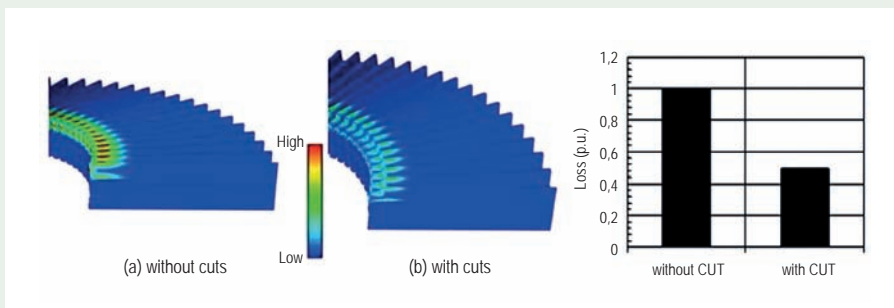 High
Low
(a) without cuts
(b) with cuts
Loss (p.u.)
1,2
1
0,8
0,6
0,4
0,2
0
without CUT
with CUT